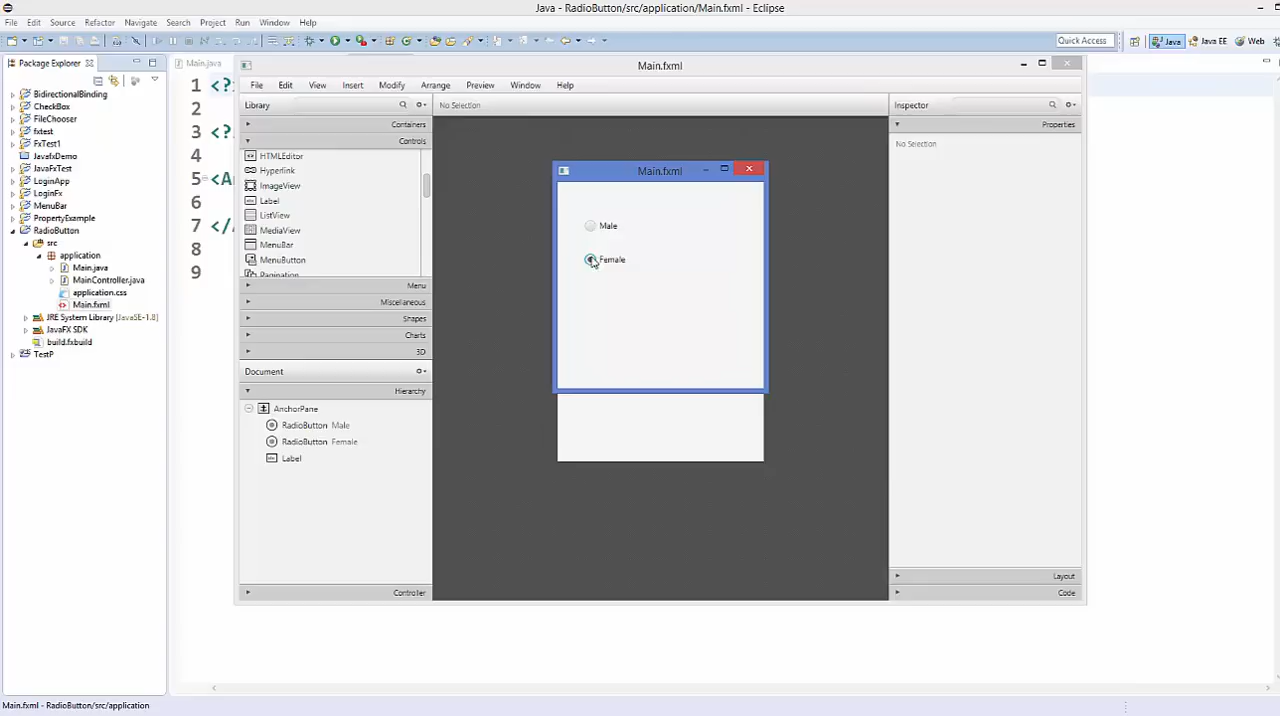 Java - RadioButton/src/application/Main.fxml - Eclipse
File Edit Source Refactor Navigate Search Project Run Window Help
Quick Access
Java
Java EE
Web
Package Explorer
BidirectionalBinding
CheckBox
FileChooser
fxtest
FxTest1
JavafxDemo
JavaFxTest
LoginApp
LoginFx
MenuBar
PropertyExample
RadioButton
src
application
Main.java
MainController.java
application.css
Main.fxml
JRE System Library [JavaSE-1.8]
JavaFX SDK
build.fxbuild
TestP
Main.java
1 <?
2
3 <?
4
5 <A
6
7 </
8
9
Main.fxml
File Edit View Insert Modify Arrange Preview Window Help
Library
Containers
Controls
HTMLEditor
Hyperlink
ImageView
Label
ListView
MediaView
MenuBar
MenuButton
Pagination
Menu
Miscellaneous
Shapes
Charts
3D
Document
Hierarchy
AnchorPane
RadioButton Male
RadioButton Female
Label
Controller
No Selection
Main.fxml
Male
Female
Inspector
Properties
No Selection
Layout
Code
Main.fxml - RadioButton/src/application